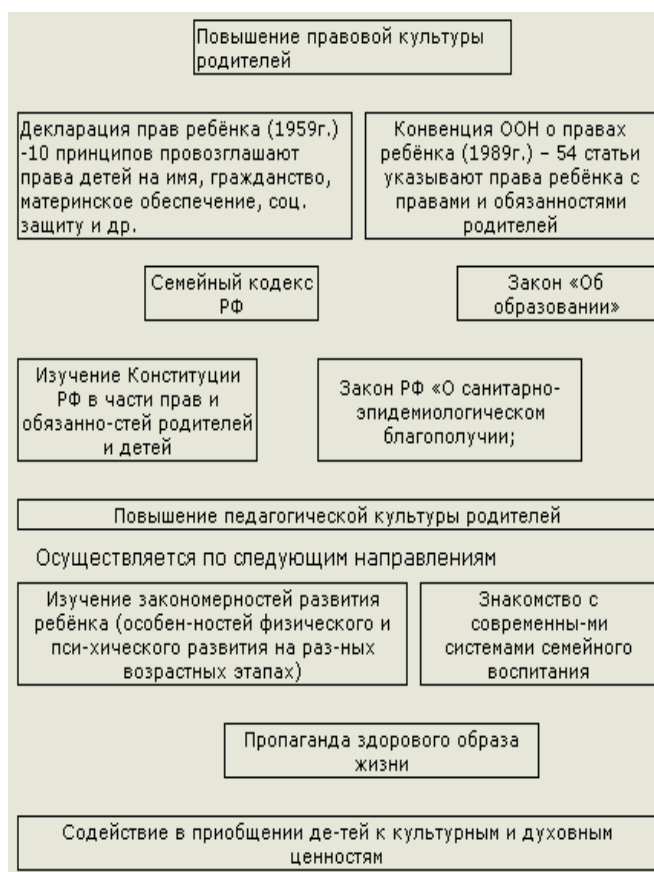 Повышение правовой культуры
родителей
Декларация прав ребёнка (1959г.)
-10 принципов провозглашают
права детей на имя, гражданство,
материнское обеспечение, соц.
защиту и др.
Конвенция ООН о правах
ребёнка (1989г.) – 54 статьи
указывают права ребёнка с
правами и обязанностями
родителей
Семейный кодекс
РФ
Закон «Об
образовании»
Изучение Конституции
РФ в части прав и
обязанно-стей родителей
и детей
Закон РФ «О санитарно-
эпидемиологическом
благополучии;
Повышение педагогической культуры родителей
Осуществляется по следующим направлениям
Изучение закономерностей развития
ребёнка (особен-ностей физического и
пси-хического развития на раз-ных
возрастных этапах)
Знакомство с
современны-ми
системами семейного
воспитания
Пропаганда здорового образа
жизни
Содействие в приобщении де-тей к культурным и духовным
ценностям